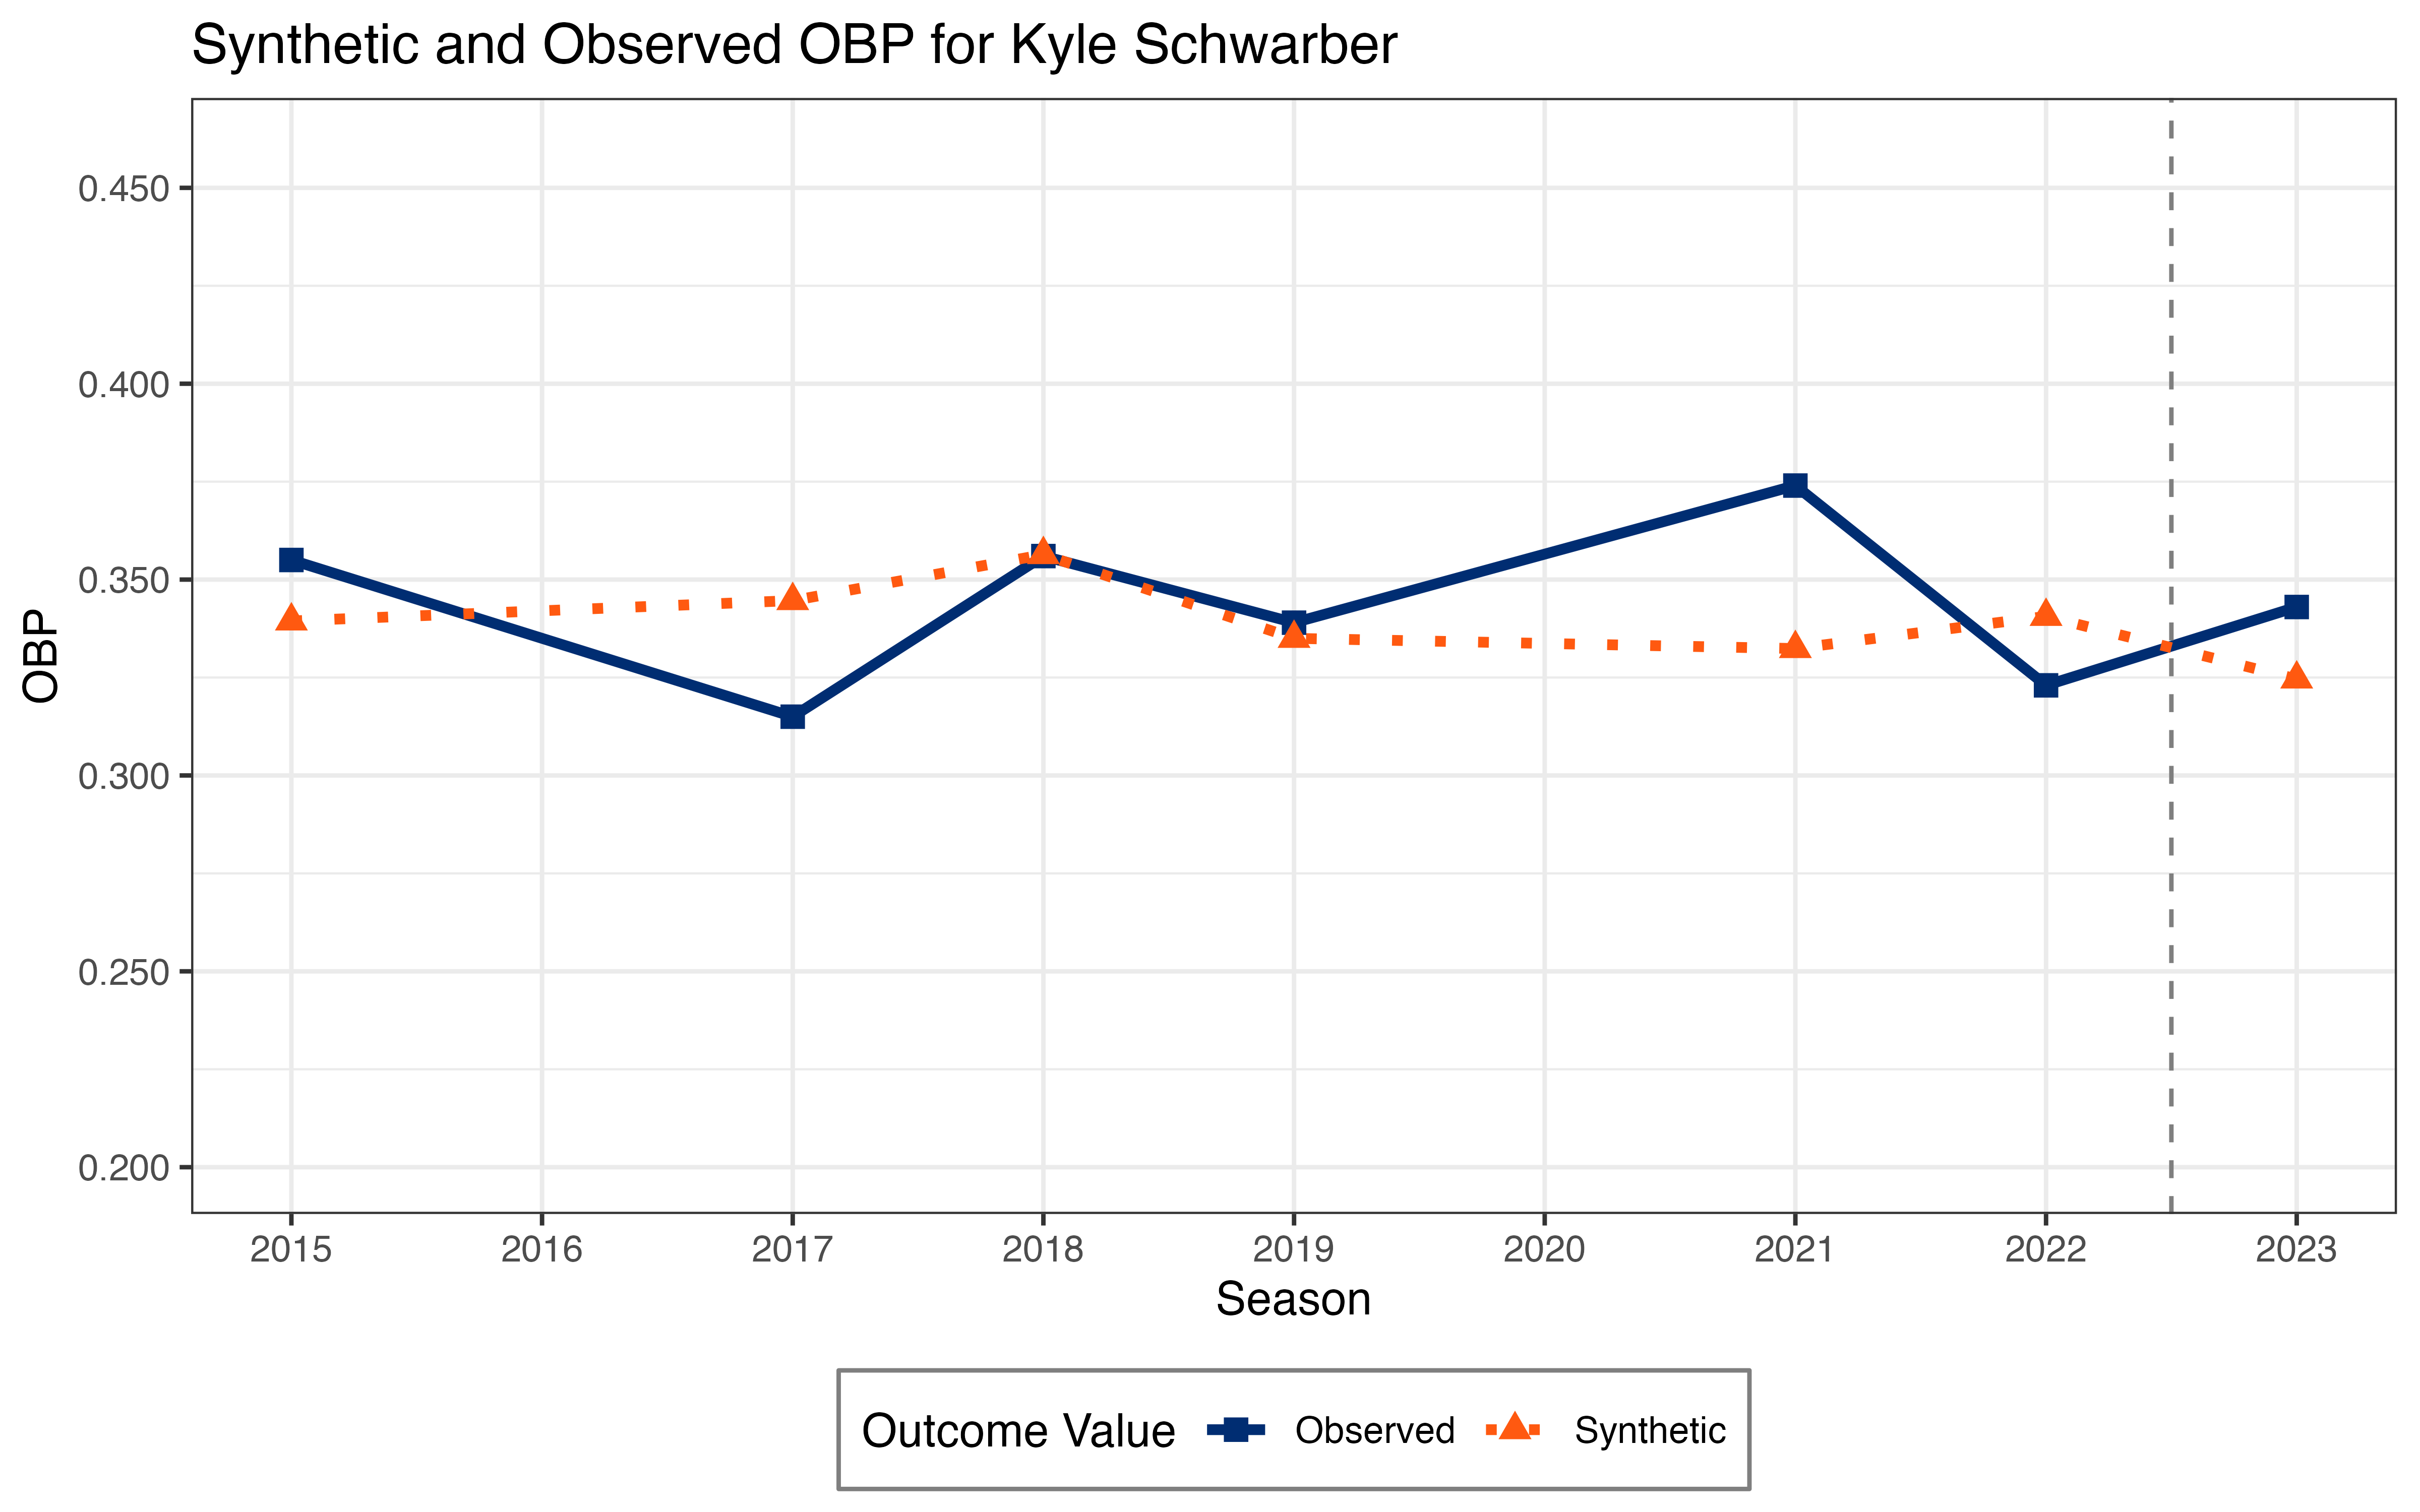 Synthetic and Observed OBP for Kyle Schwarber
0.450
0.400
0.350
0.300
0.250
0.200
OBP
2015 2016 2017 2018 2019 2020 2021 2022 2023
Season
Outcome Value Observed Synthetic